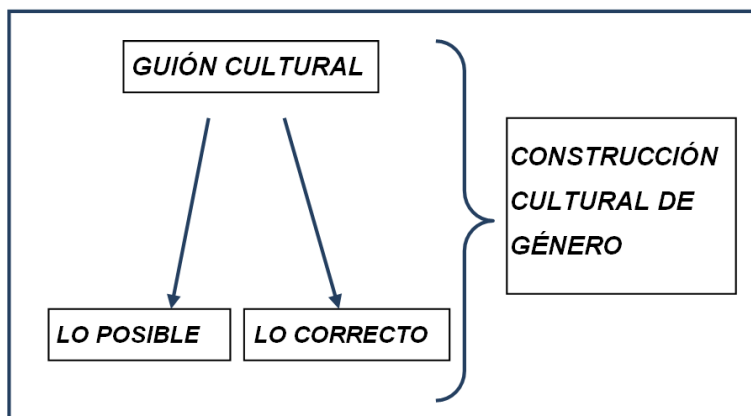 GUIÓN CULTURAL
LO POSIBLE
LO CORRECTO
CONSTRUCCIÓN
CULTURAL DE
GÉNERO